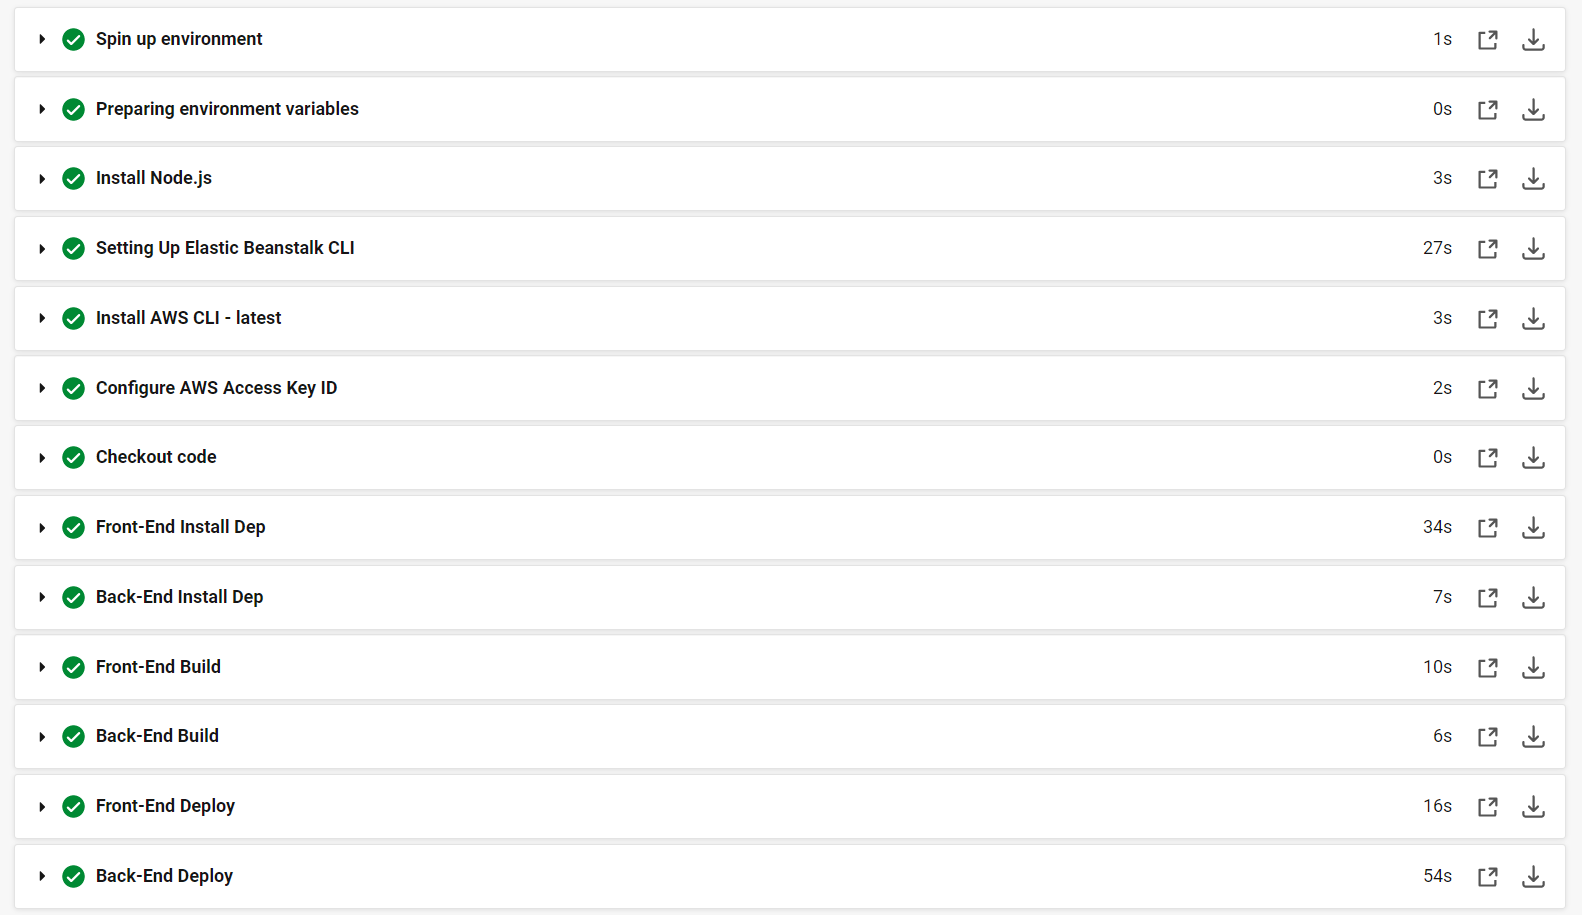 Spin up environment 1s
Preparing environment variables 0s
Install Node.js 3s
Setting Up Elastic Beanstalk CLI 27s
Install AWS CLI - latest 3s
Configure AWS Access Key ID 2s
Checkout code 0s
Front-End Install Dep 34s
Back-End Install Dep 7s
Front-End Build 10s
Back-End Build 6s
Front-End Deploy 16s
Back-End Deploy 54s